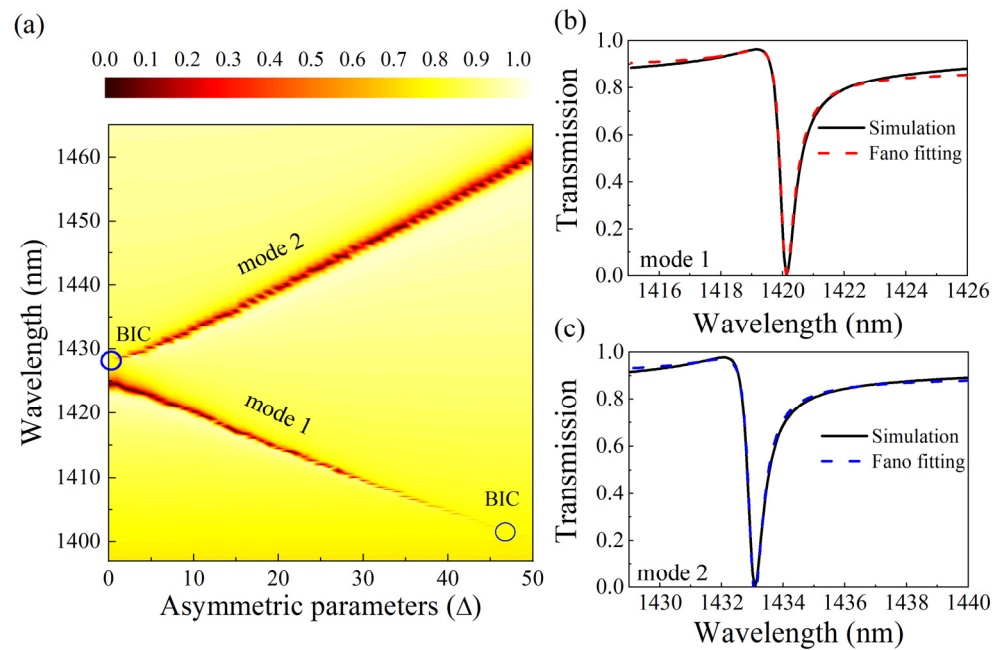 (a)
0.0 0.1 0.2 0.3 0.4 0.5 0.6 0.7 0.8 0.9 1.0
Wavelength (nm)
1460
1450
1440
1430
1420
1410
1400
mode 2
BIC
mode 1
BIC
0 10 20 30 40 50
Asymmetric parameters (Δ)
(b)
Transmission
1.0
0.8
0.6
0.4
0.2
0.0
Simulation
Fano fitting
mode 1
1416 1418 1420 1422 1424 1426
Wavelength (nm)
(c)
Transmission
1.0
0.8
0.6
0.4
0.2
0.0
Simulation
Fano fitting
mode 2
1430 1432 1434 1436 1438 1440
Wavelength (nm)